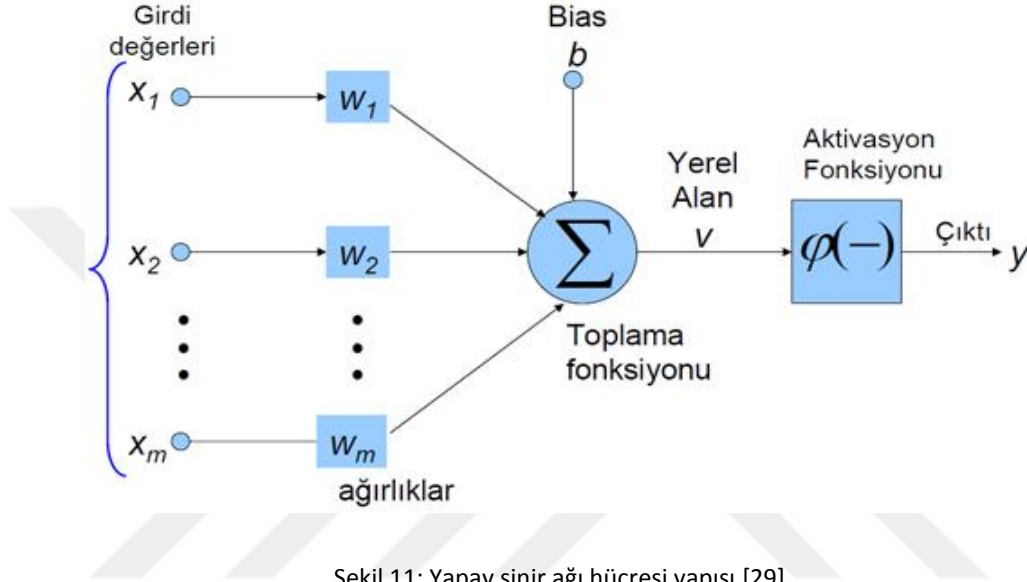 Girdi
değerleri
x1
w1
Bias
b
x2
w2
∑
Toplama
fonksiyonu
Yerel
Alan
v
Aktivasyon
Fonksiyonu
φ(−)
Çıktı
y
xm
wm
ağırlıklar
Şekil 11: Yapay sinir ağı hücresi yapısı [29]